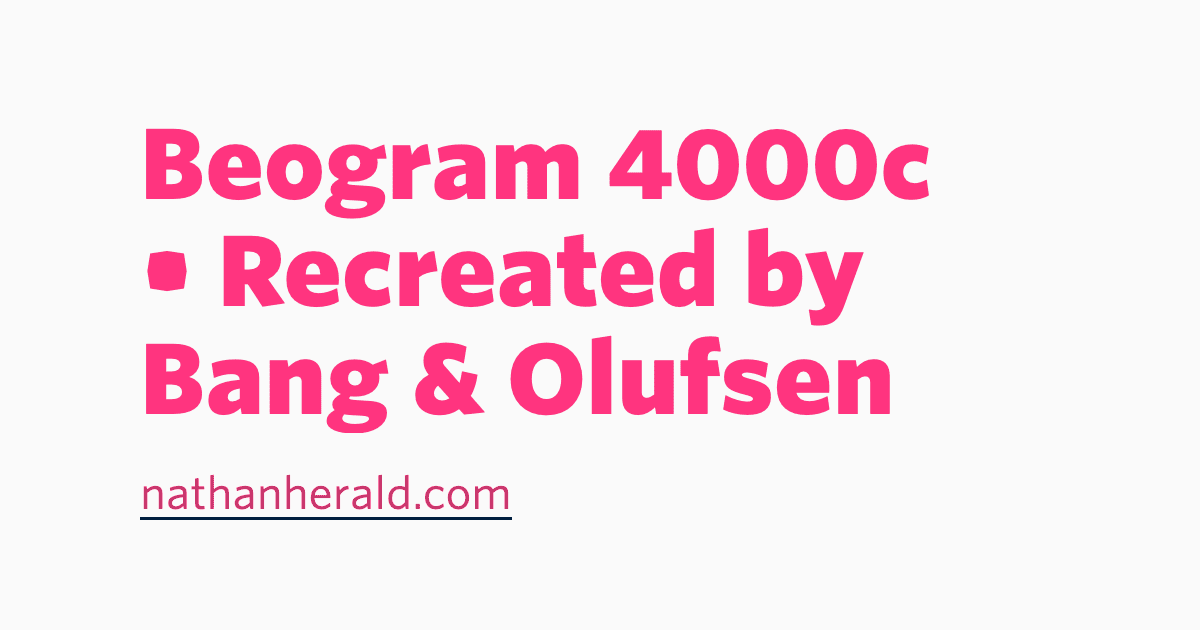 Beogram 4000c
• Recreated by
Bang & Olufsen
nathanherald.com